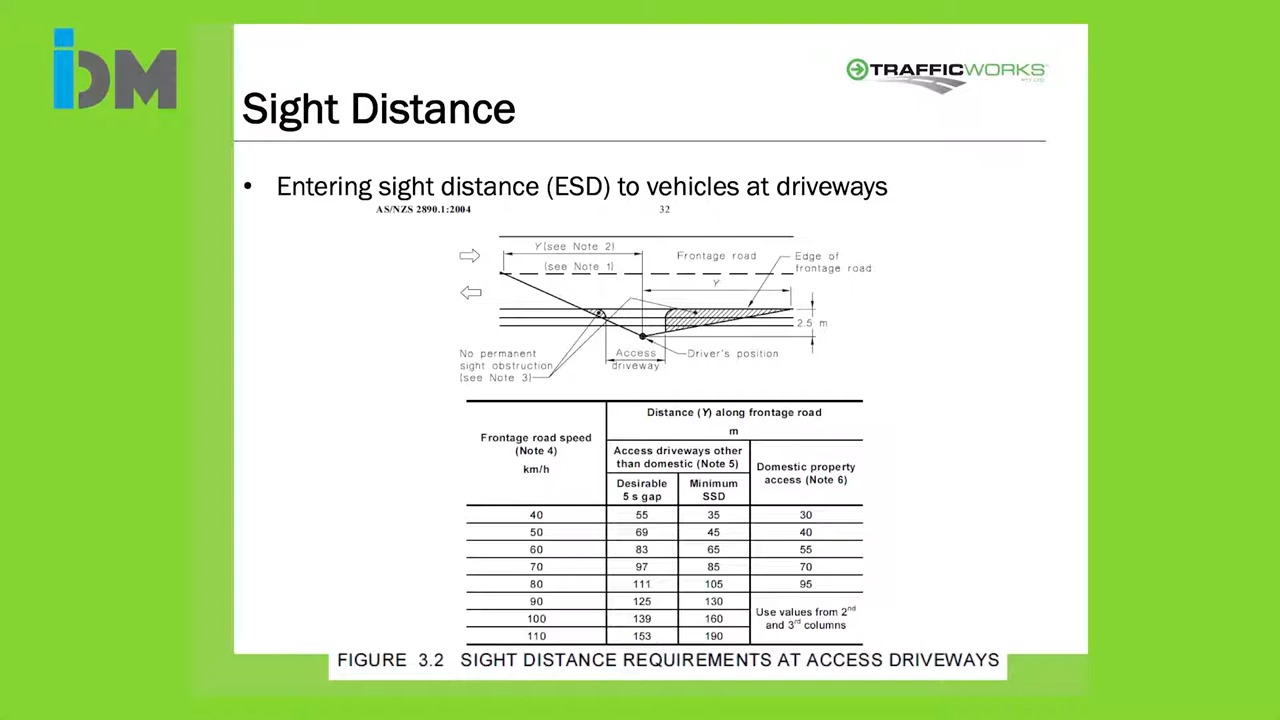 iDM
TRAFFICWORKS
PTY LTD
Sight Distance
• Entering sight distance (ESD) to vehicles at driveways
AS/NZS 2890.1:2004 32
Y(see Note 2)
(see Note 1)
Frontage road
Edge of
frontage road
Y
2.5 m
No permanent
sight obstruction
(see Note 3)
Access
driveway
Driver's position
Frontage road speed
(Note 4)
km/h
Distance (Y) along frontage road
m
Access driveways other
than domestic (Note 5)
Domestic property
access (Note 6)
Desirable
5 s gap
Minimum
SSD
40 55 35 30
50 69 45 40
60 83 65 55
70 97 85 70
80 111 105 95
90 125 130
100 139 160
110 153 190
Use values from 2nd
and 3rd columns
FIGURE 3.2 SIGHT DISTANCE REQUIREMENTS AT ACCESS DRIVEWAYS